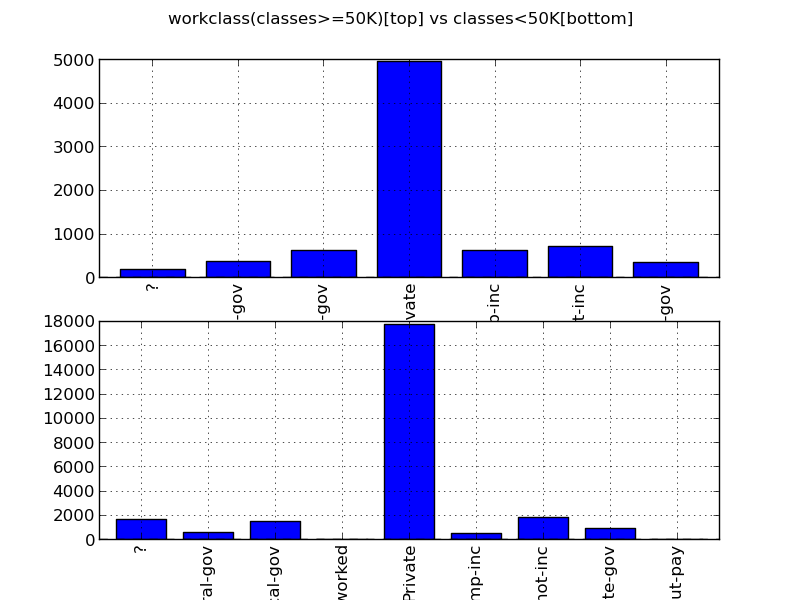 workclass(classes>=50K)[top] vs classes<50K[bottom]
5000
4000
3000
2000
1000
0
?
-gov
-gov
vate
o-inc
t-inc
-gov
18000
16000
14000
12000
10000
8000
6000
4000
2000
0
?
ral-gov
cal-gov
worked
Private
mp-inc
not-inc
te-gov
ut-pay